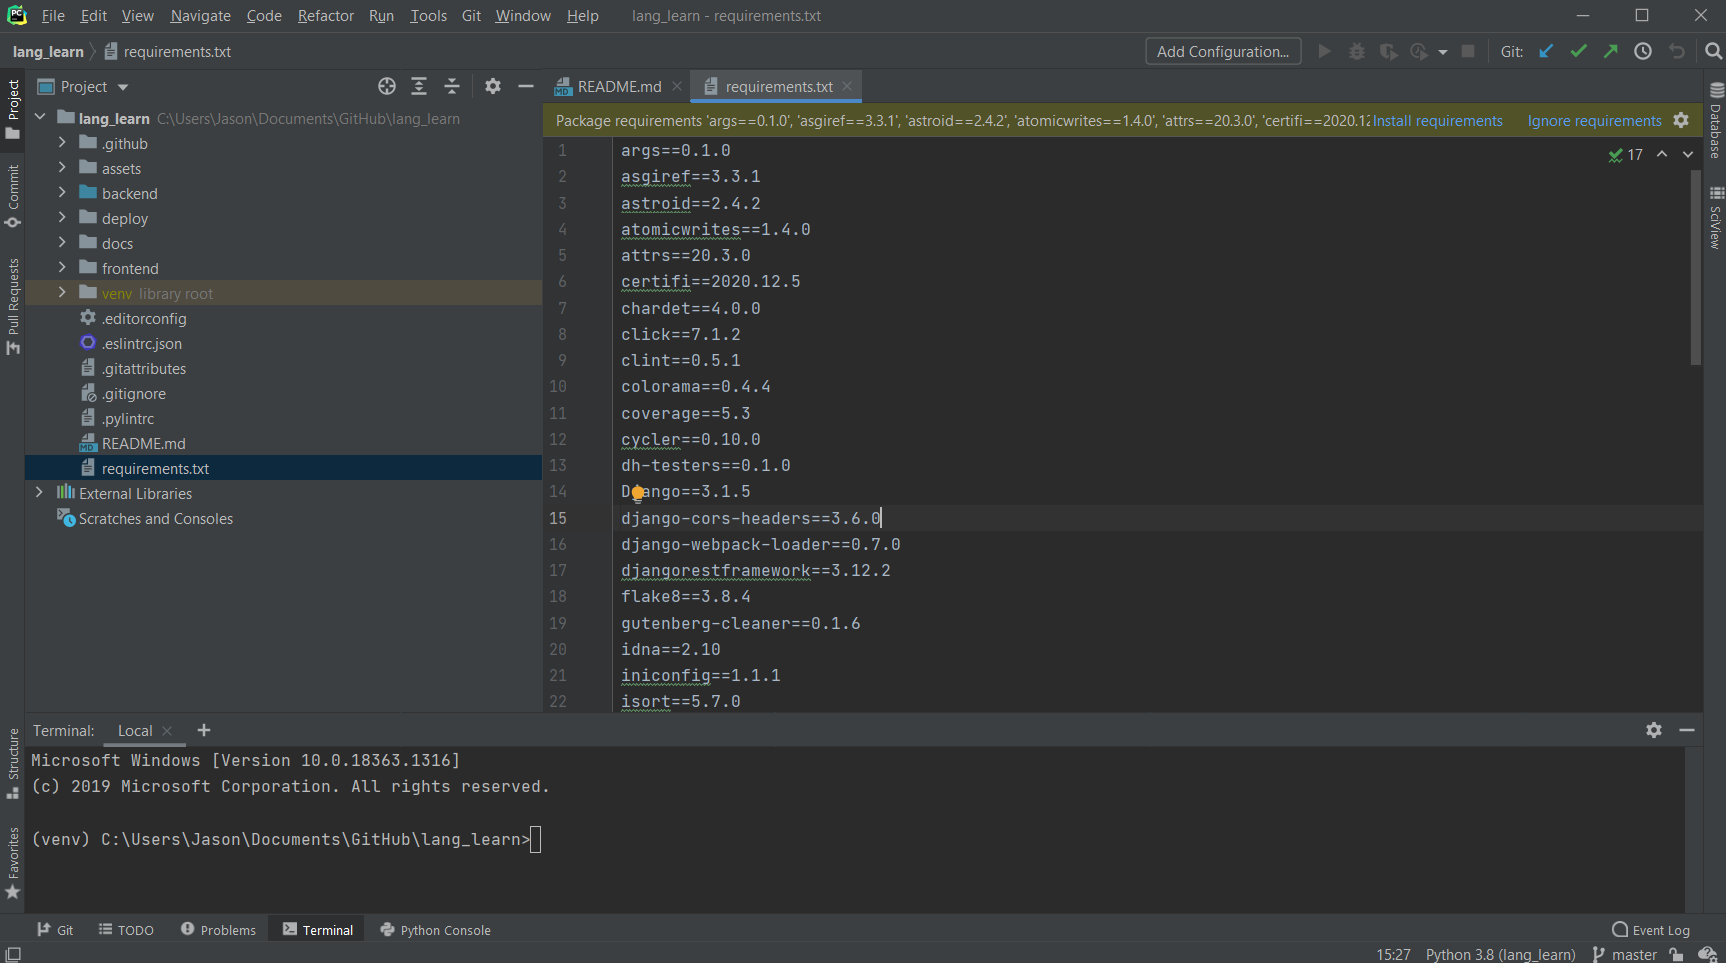 PC File Edit View Navigate Code Refactor Run Tools Git Window Help lang_learn - requirements.txt
lang_learn requirements.txt Add Configuration... Git:
Project
README.md requirements.txt
Package requirements 'args==0.1.0', 'asgiref==3.3.1', 'astroid==2.4.2', 'atomicwrites==1.4.0', 'attrs==20.3.0', 'certifi==2020.12 Install requirements Ignore requirements
17
lang_learn C:\Users\Jason\Documents\GitHub\lang_learn
.github
assets
backend
deploy
docs
frontend
venv library root
.editorconfig
.eslintrc.json
.gitattributes
.gitignore
.pylintrc
MD README.md
requirements.txt
External Libraries
Scratches and Consoles
1 args==0.1.0
2 asgiref==3.3.1
3 astroid==2.4.2
4 atomicwrites==1.4.0
5 attrs==20.3.0
6 certifi==2020.12.5
7 chardet==4.0.0
8 click==7.1.2
9 clint==0.5.1
10 colorama==0.4.4
11 coverage==5.3
12 cycler==0.10.0
13 dh-testers==0.1.0
14 Django==3.1.5
15 django-cors-headers==3.6.0
16 django-webpack-loader==0.7.0
17 djangorestframework==3.12.2
18 flake8==3.8.4
19 gutenberg-cleaner==0.1.6
20 idna==2.10
21 iniconfig==1.1.1
22 isort==5.7.0
Project
Commit
Pull Requests
Structure
Favorites
Database
SciView
Terminal: Local
Microsoft Windows [Version 10.0.18363.1316]
(c) 2019 Microsoft Corporation. All rights reserved.
(venv) C:\Users\Jason\Documents\GitHub\lang_learn>
Git TODO Problems Terminal Python Console Event Log
15:27 Python 3.8 (lang_learn) master